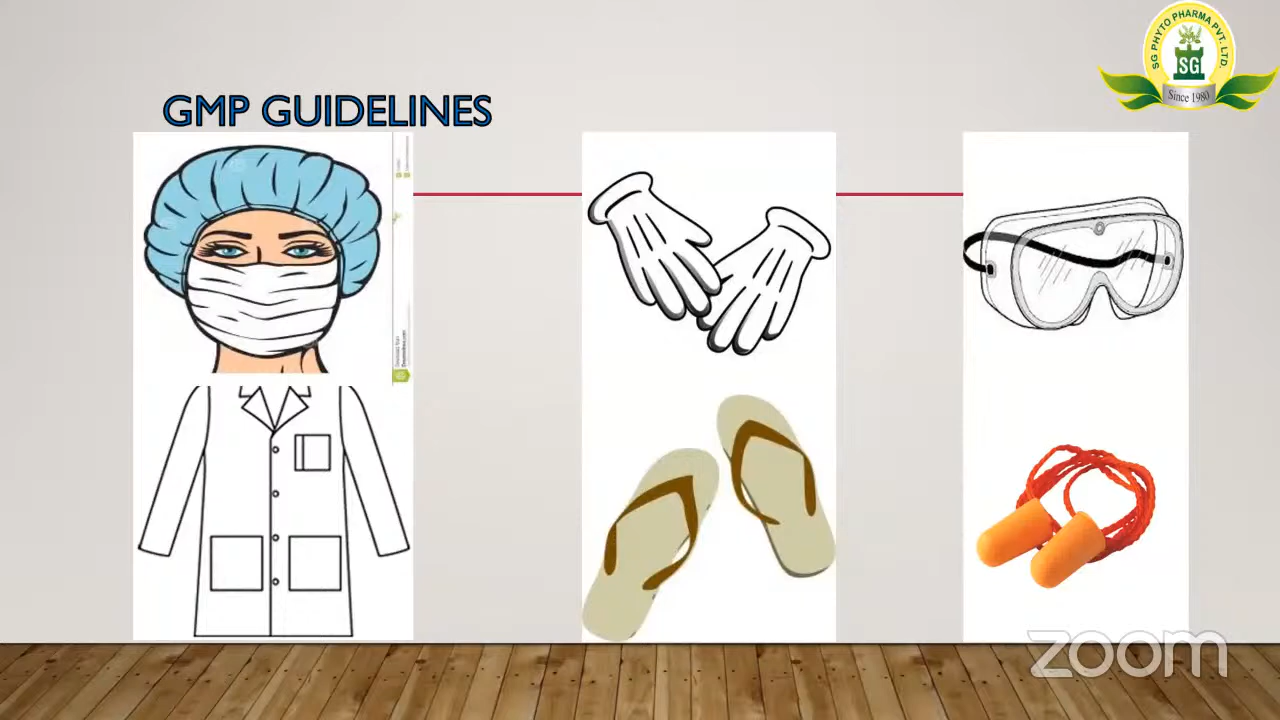 GMP GUIDELINES
SG PHYTO PHARMA PVT. LTD.
SG
Since 1980
zoom